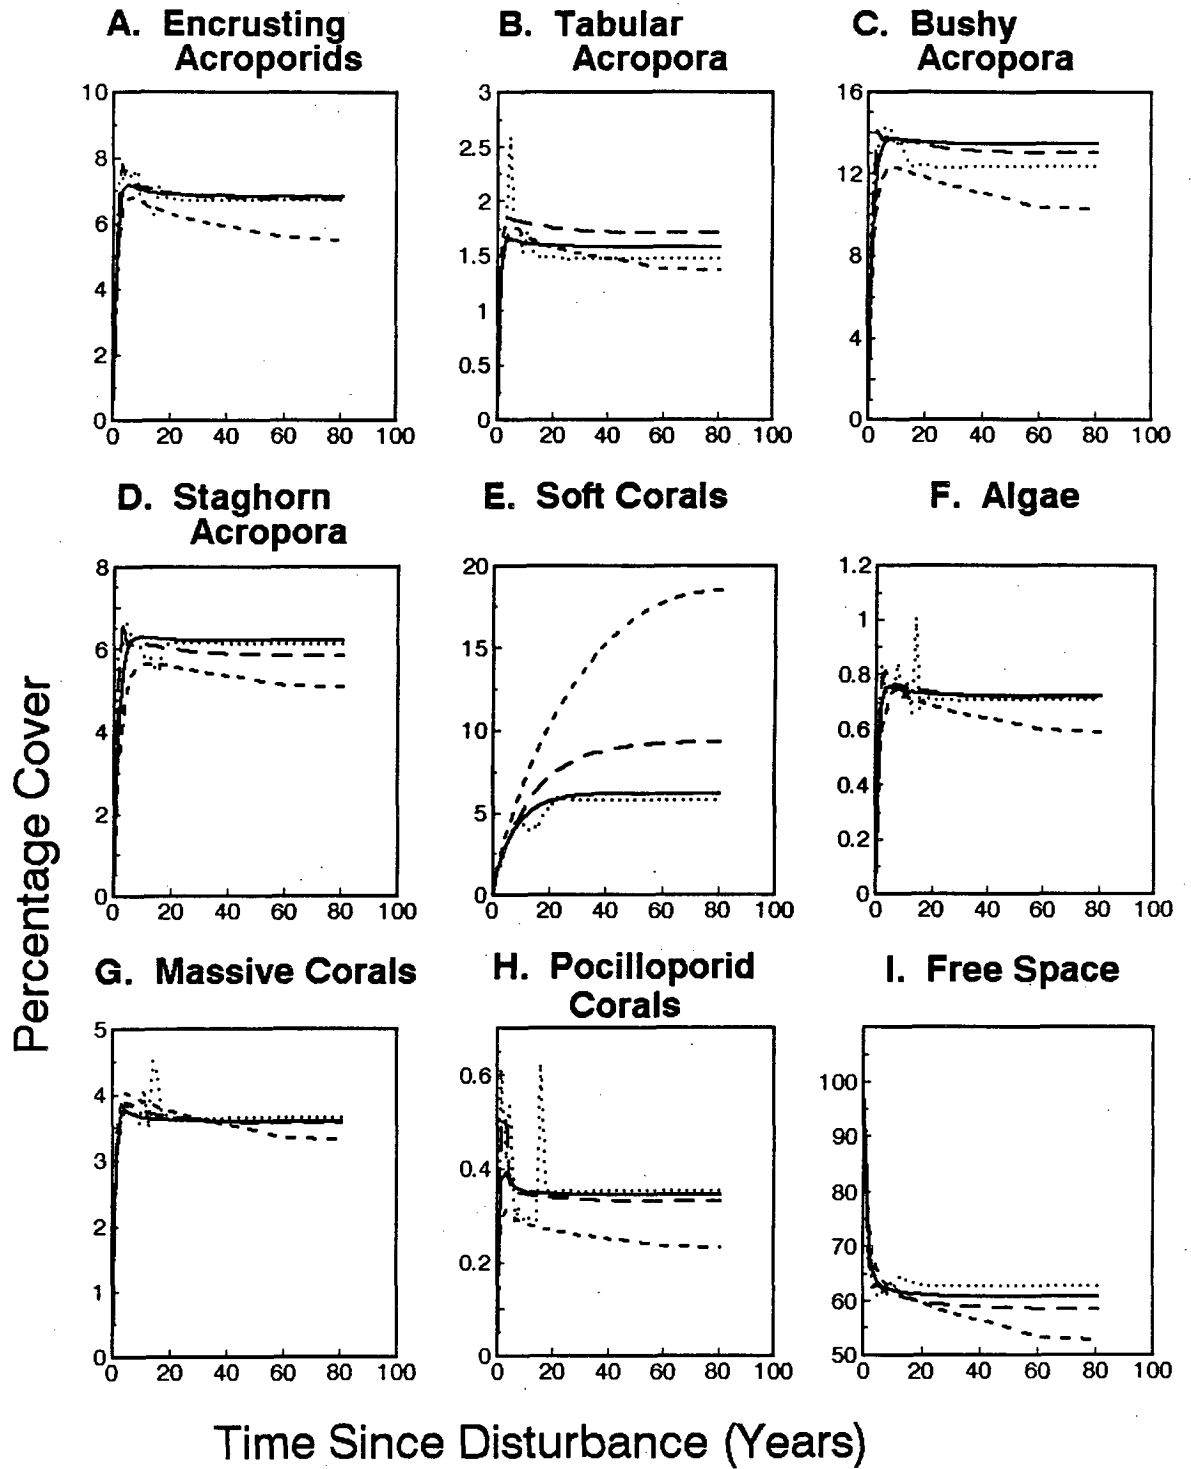 A. Encrusting
Acroporids
B. Tabular
Acropora
C. Bushy
Acropora
10
8
6
4
2
0
0 20 40 60 80 100
3
2.5
2
1.5
1
0.5
0
0 20 40 60 80 100
16
12
8
4
0
0 20 40 60 80 100
D. Staghorn
Acropora
E. Soft Corals
F. Algae
8
6
4
2
0
0 20 40 60 80 100
20
15
10
5
0
0 20 40 60 80 100
1.2
1
0.8
0.6
0.4
0.2
0
0 20 40 60 80 100
G. Massive Corals
H. Pocilloporid
Corals
I. Free Space
5
4
3
2
1
0
0 20 40 60 80 100
0.6
0.4
0.2
0
0 20 40 60 80 100
100
90
80
70
60
50
0 20 40 60 80 100
Percentage Cover
Time Since Disturbance (Years)